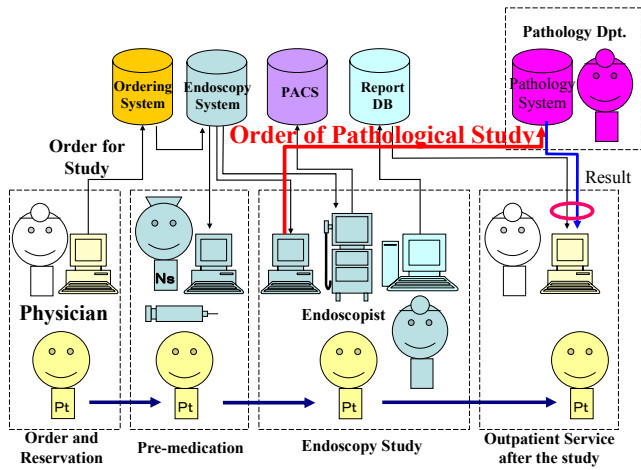 Pathology Dpt.
Ordering
System
Endoscopy
System
PACS
Report
DB
Pathology
System
Order of Pathological Study
Order for
Study
Result
Ns
Physician
Endoscopist
Pt
Pt
Pt
Pt
Order and
Reservation
Pre-medication
Endoscopy Study
Outpatient Service
after the study